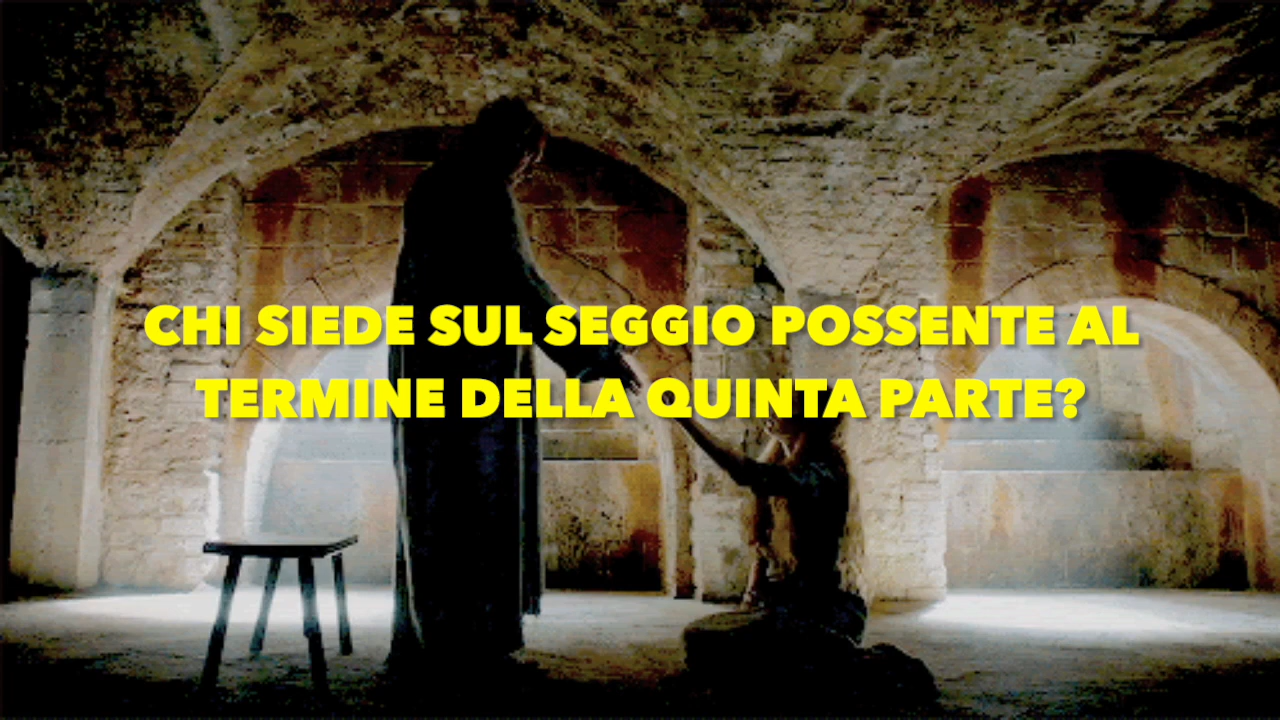 CHI SIEDE SUL SEGGIO POSSENTE AL
TERMINE DELLA QUINTA PARTE?